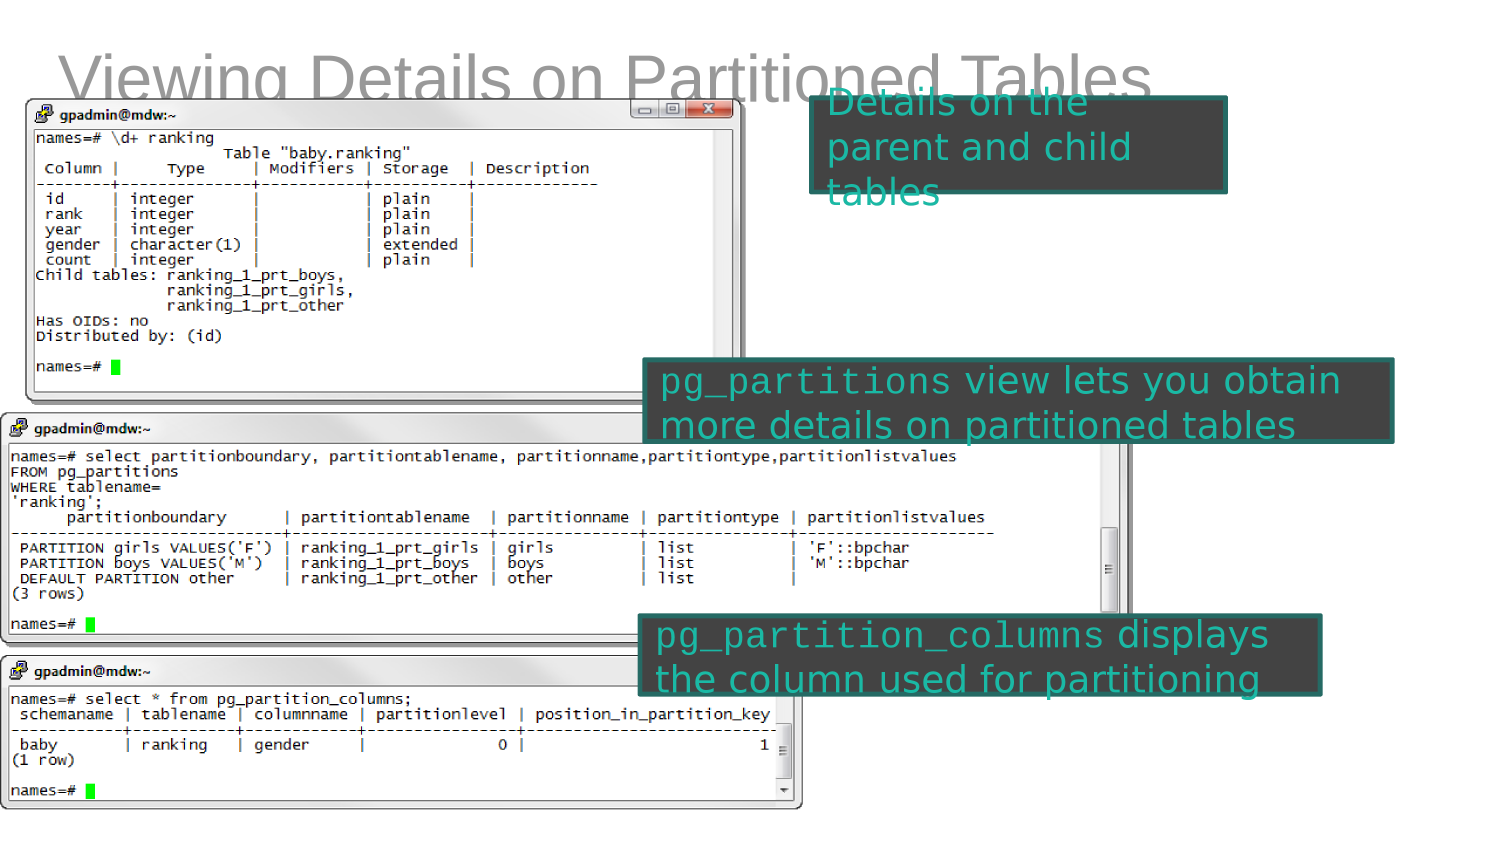 Viewing Details on Partitioned Tables
Details on the
parent and child
tables
gpadmin@mdw:~
names=# \d+ ranking
Table "baby.ranking"
Column | Type | Modifiers | Storage | Description
--------+--------------+-----------+----------+-------------
id | integer | | plain |
rank | integer | | plain |
year | integer | | plain |
gender | character(1) | | extended |
count | integer | | plain |
Child tables: ranking_1_prt_boys,
ranking_1_prt_girls,
ranking_1_prt_other
Has OIDs: no
Distributed by: (id)
names=#
pg_partitions view lets you obtain
more details on partitioned tables
gpadmin@mdw:~
names=# select partitionboundary, partitiontablename, partitionname,partitiontype,partitionlistvalues
FROM pg_partitions
WHERE tablename=
'ranking';
partitionboundary | partitiontablename | partitionname | partitiontype | partitionlistvalues
-----------------------------+---------------------+---------------+---------------+---------------------
PARTITION girls VALUES('F') | ranking_1_prt_girls | girls | list | 'F'::bpchar
PARTITION boys VALUES('M') | ranking_1_prt_boys | boys | list | 'M'::bpchar
DEFAULT PARTITION other | ranking_1_prt_other | other | list |
(3 rows)
names=#
pg_partition_columns displays
the column used for partitioning
gpadmin@mdw:~
names=# select * from pg_partition_columns;
schemaname | tablename | columnname | partitionlevel | position_in_partition_key
------------+-----------+------------+----------------+---------------------------
baby | ranking | gender | 0 | 1
(1 row)
names=#